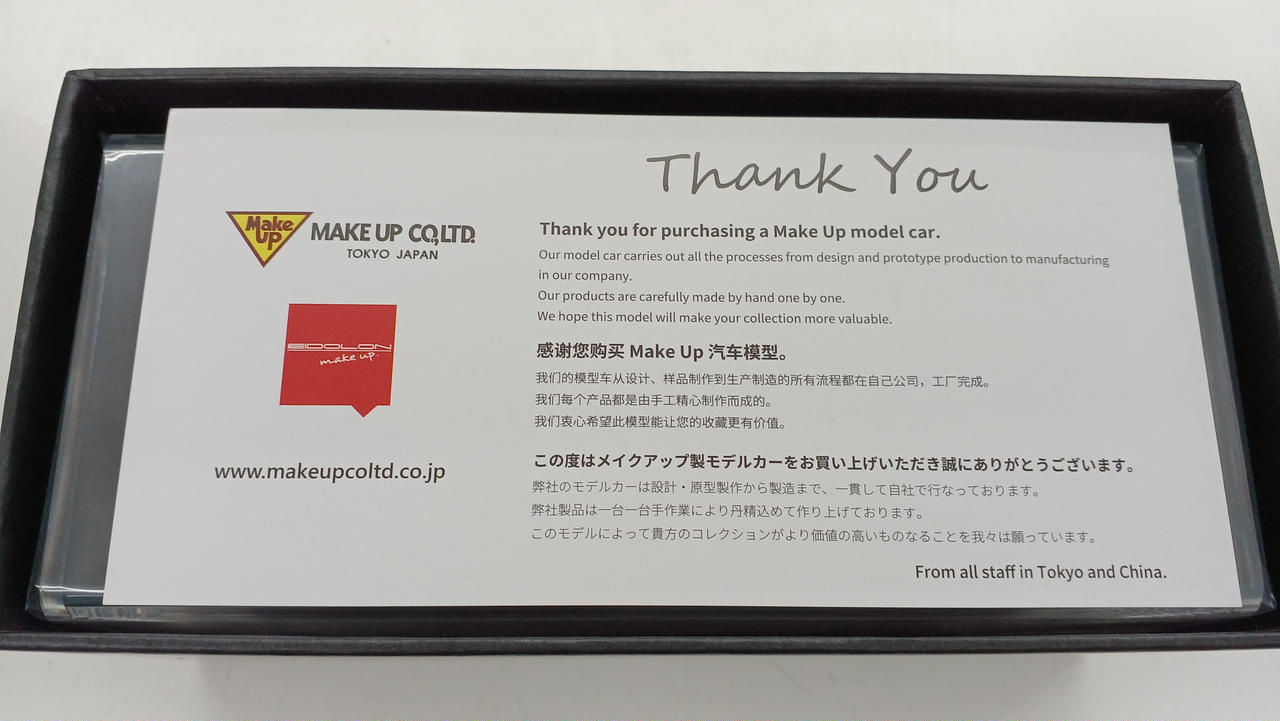 Thank You
Make Up
MAKE UP CO.,LTD.
TOKYO JAPAN
EIDOLON
make up.
www.makeupcoltd.co.jp
Thank you for purchasing a Make Up model car.
Our model car carries out all the processes from design and prototype production to manufacturing
in our company.
Our products are carefully made by hand one by one.
We hope this model will make your collection more valuable.
感谢您购买 Make Up 汽车模型。
我们的模型车从设计、样品制作到生产制造的所有流程都在自己公司，工厂完成。
我们每个产品都是由手工精心制作而成的。
我们衷心希望此模型能让您的收藏更有价值。
この度はメイクアップ製モデルカーをお買い上げいただき誠にありがとうございます。
弊社のモデルカーは設計・原型製作から製造まで、一貫して自社で行なっております。
弊社製品は一台一台手作業により丹精込めて作り上げております。
このモデルによって貴方のコレクションがより価値の高いものなることを我々は願っています。
From all staff in Tokyo and China.